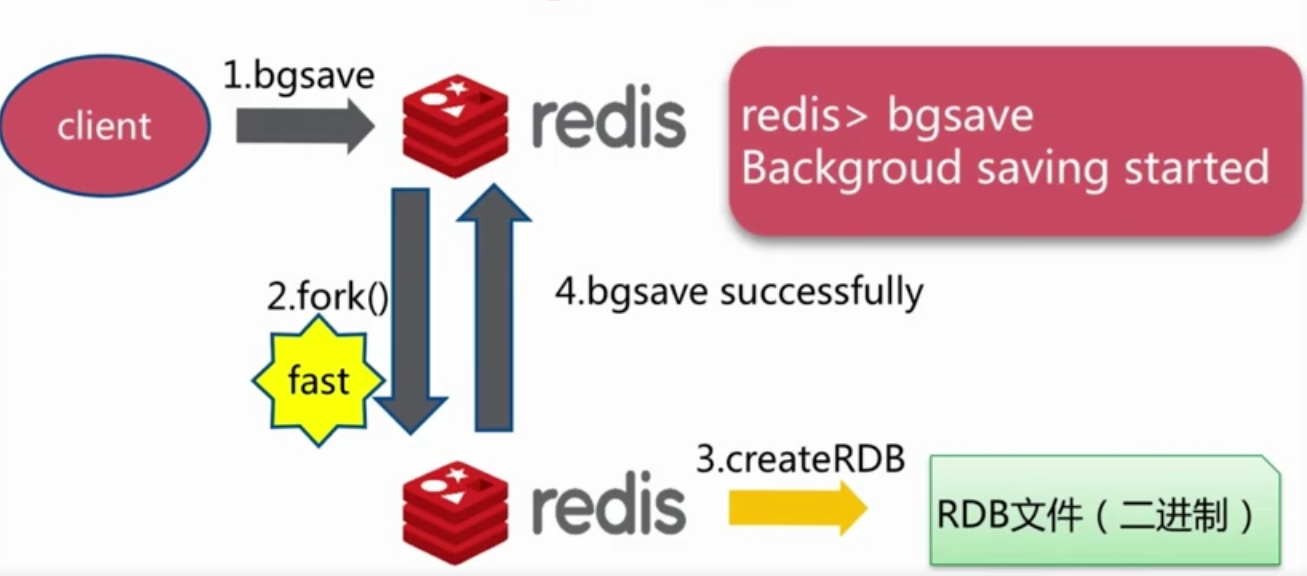 client
1.bgsave
redis
redis> bgsave
Backgroud saving started
2.fork()
fast
4.bgsave successfully
redis
3.createRDB
RDB文件（二进制）